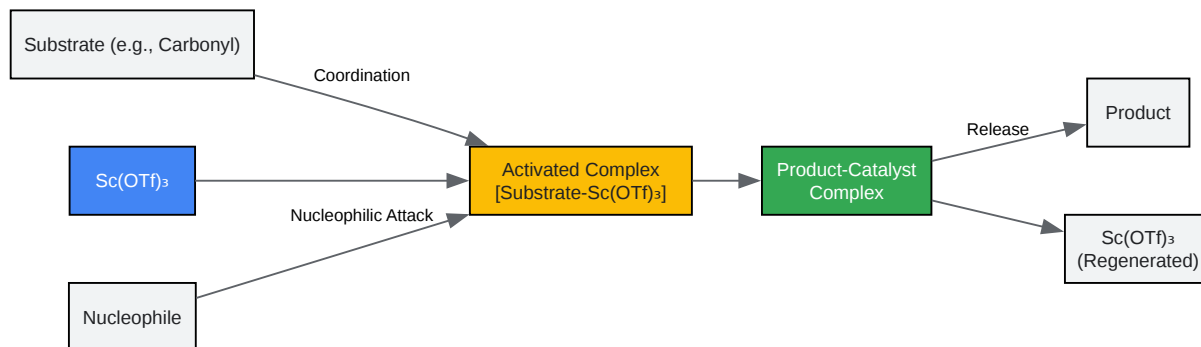 Substrate (e.g., Carbonyl)
Coordination
Sc(OTf)₃
Nucleophilic Attack
Nucleophile
Activated Complex
[Substrate-Sc(OTf)₃]
Product-Catalyst
Complex
Release
Product
Sc(OTf)₃
(Regenerated)